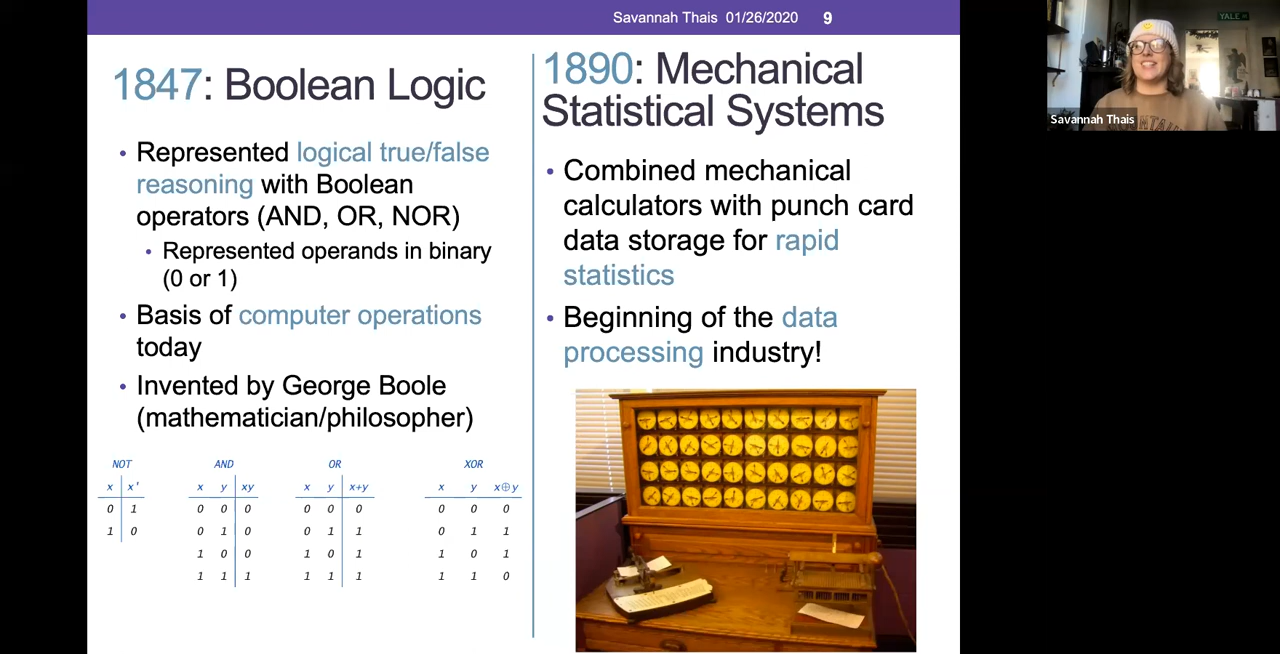 Savannah Thais 01/26/2020 9
1847: Boolean Logic
• Represented logical true/false
reasoning with Boolean
operators (AND, OR, NOR)
• Represented operands in binary
(0 or 1)
• Basis of computer operations
today
• Invented by George Boole
(mathematician/philosopher)
NOT
x x'
0 1
1 0
AND
x y xy
0 0 0
0 1 0
1 0 0
1 1 1
OR
x y x+y
0 0 0
0 1 1
1 0 1
1 1 1
XOR
x y x⊕y
0 0 0
0 1 1
1 0 1
1 1 0
1890: Mechanical
Statistical Systems
• Combined mechanical
calculators with punch card
data storage for rapid
statistics
• Beginning of the data
processing industry!
YALE
Savannah Thais